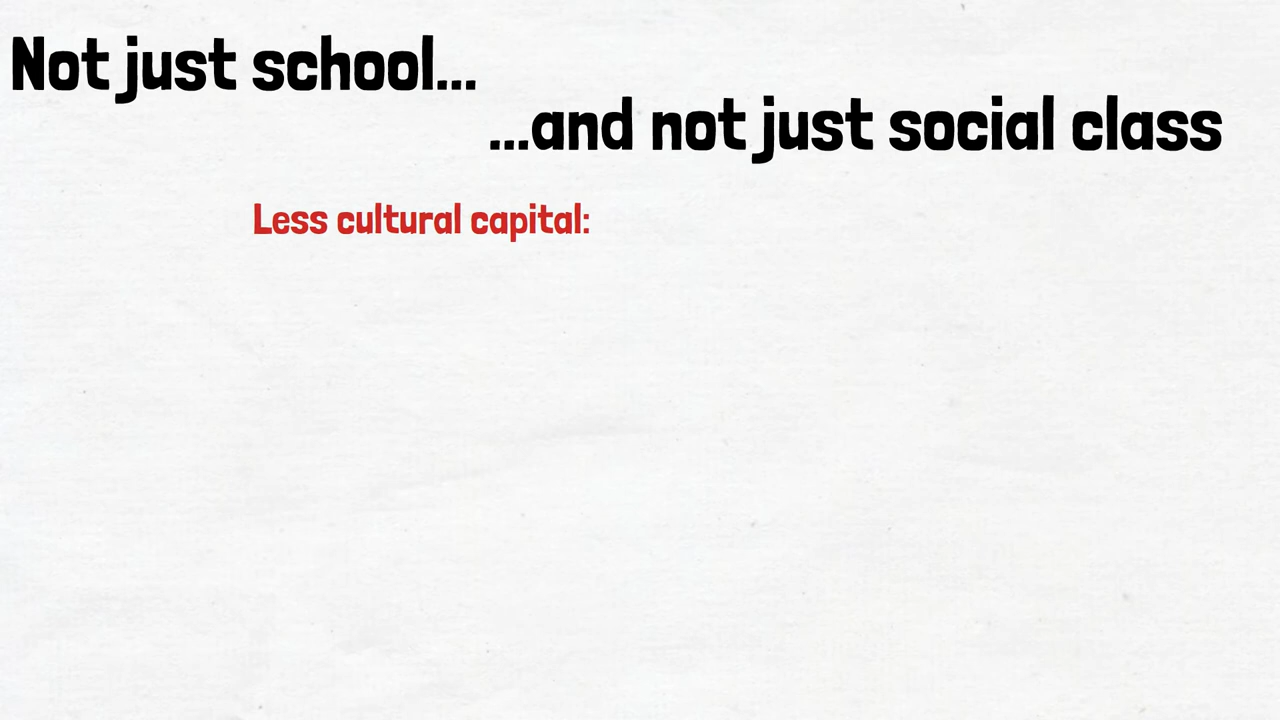 Not just school...
...and not just social class
Less cultural capital: